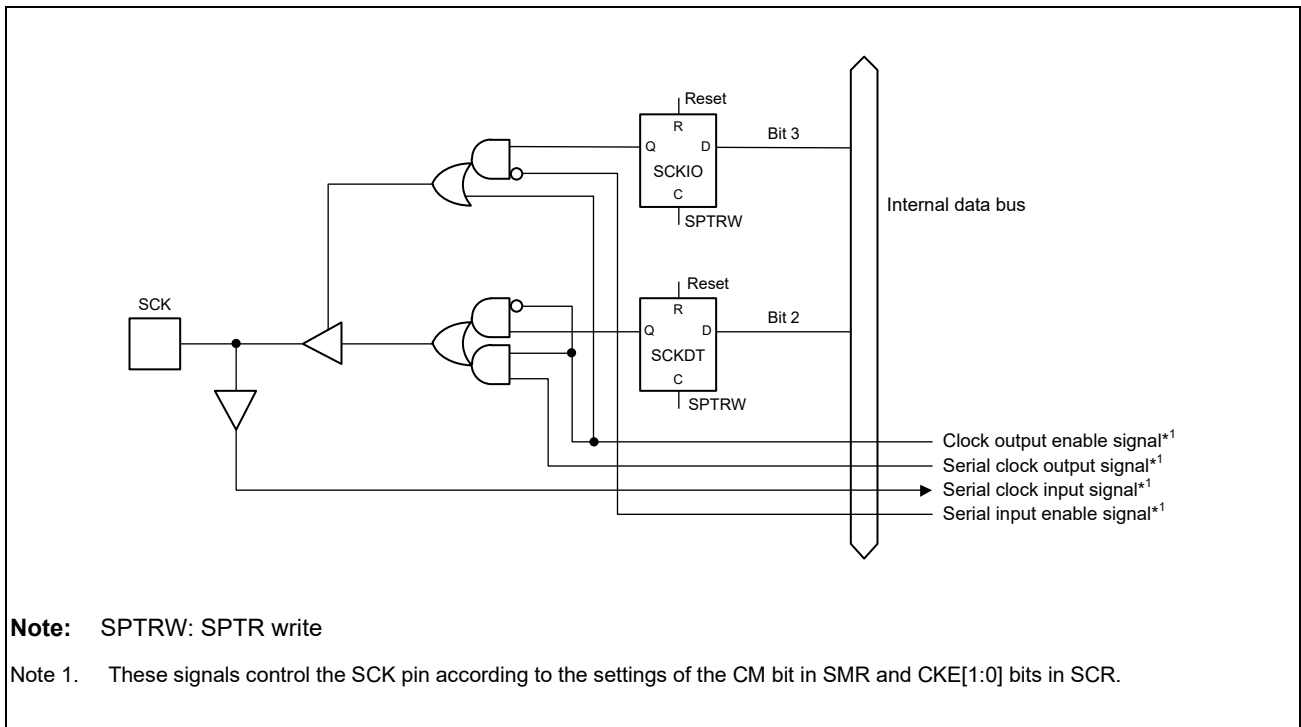 Reset
R
Bit 3
Q D
SCKIO
C
SPTRW
Internal data bus
Reset
R
Bit 2
SCK
Q D
SCKDT
C
SPTRW
Clock output enable signal*1
Serial clock output signal*1
Serial clock input signal*1
Serial input enable signal*1
Note: SPTRW: SPTR write
Note 1. These signals control the SCK pin according to the settings of the CM bit in SMR and CKE[1:0] bits in SCR.